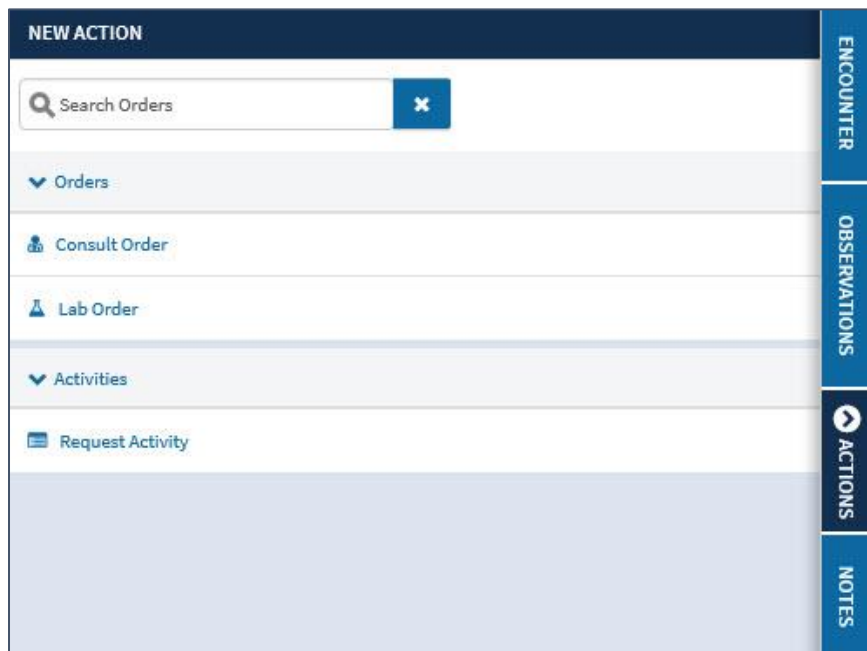 NEW ACTION
Search Orders
Orders
Consult Order
Lab Order
Activities
Request Activity
ENCOUNTER
OBSERVATIONS
ACTIONS
NOTES